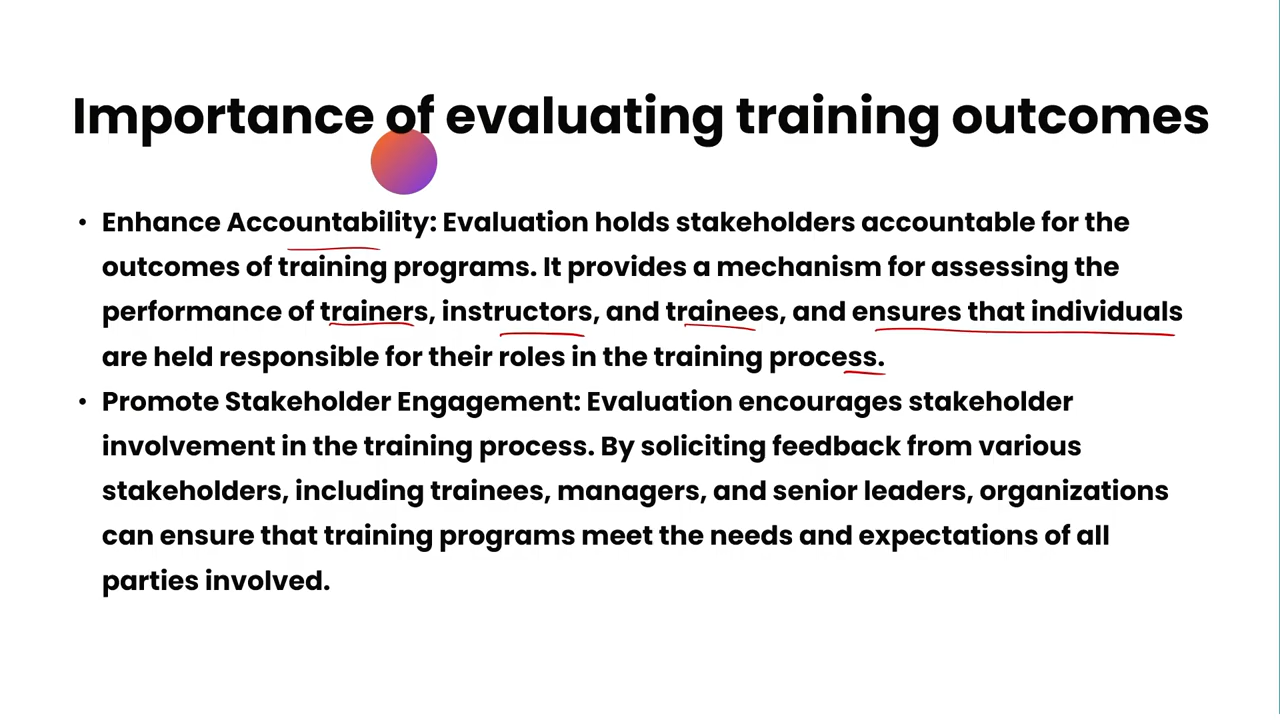 Importance of evaluating training outcomes
• Enhance Accountability: Evaluation holds stakeholders accountable for the
outcomes of training programs. It provides a mechanism for assessing the
performance of trainers, instructors, and trainees, and ensures that individuals
are held responsible for their roles in the training process.
• Promote Stakeholder Engagement: Evaluation encourages stakeholder
involvement in the training process. By soliciting feedback from various
stakeholders, including trainees, managers, and senior leaders, organizations
can ensure that training programs meet the needs and expectations of all
parties involved.